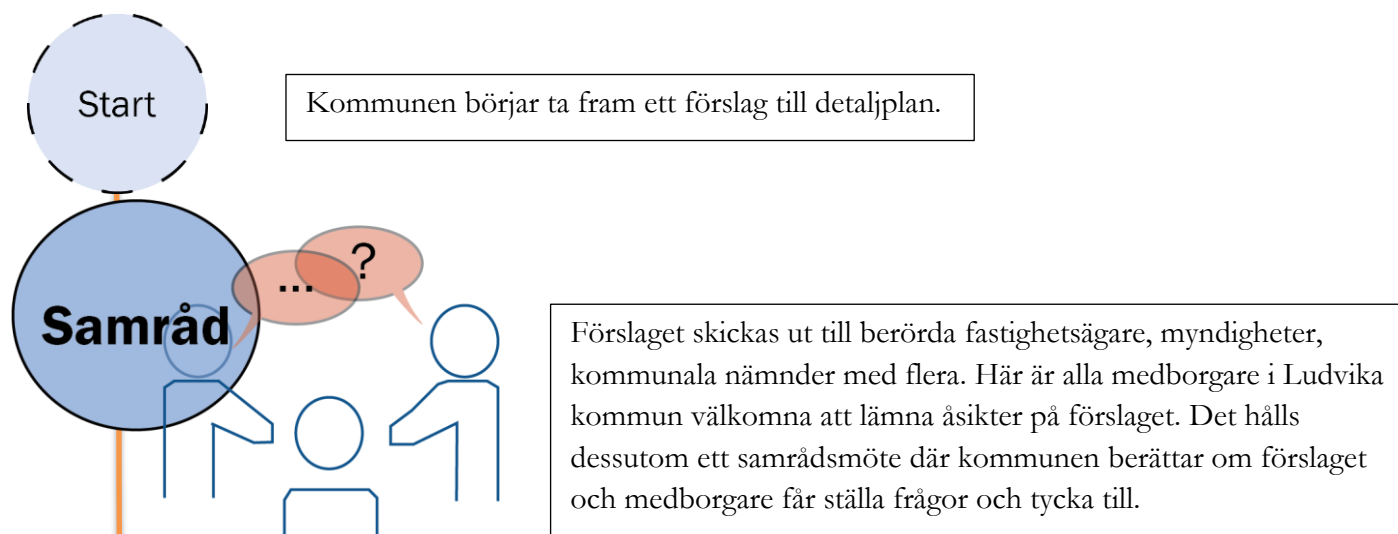 Start
Kommunen börjar ta fram ett förslag till detaljplan.
Samråd
...
?
Förslaget skickas ut till berörda fastighetsägare, myndigheter,
kommunala nämnder med flera. Här är alla medborgare i Ludvika
kommun välkomna att lämna åsikter på förslaget. Det hålls
dessutom ett samrådsmöte där kommunen berättar om förslaget
och medborgare får ställa frågor och tycka till.